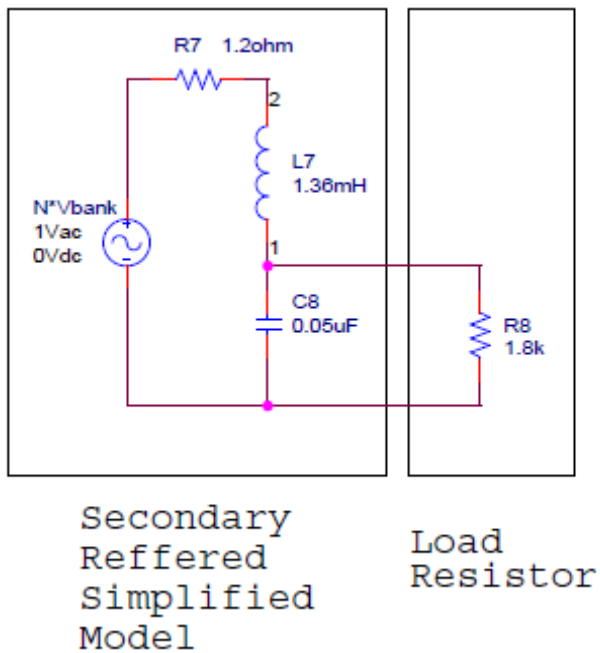 R7 1.2ohm
2
L7
1.36mH
N*Vbank
1Vac
0Vdc
1
C8
0.05uF
R8
1.8k
Secondary
Reffered
Simplified
Model
Load
Resistor